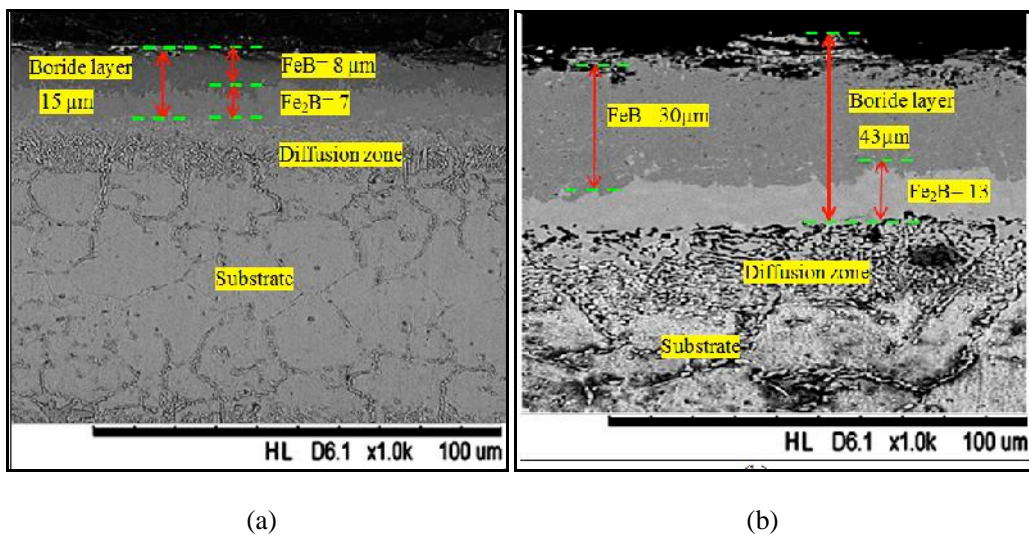 Boride layer
15 μm
FeB= 8 μm
Fe₂B= 7
Diffusion zone
Substrate
HL D6.1 x1.0k 100 um
FeB= 30μm
Boride layer
43μm
Fe₂B= 13
Diffusion zone
Substrate
HL D6.1 x1.0k 100 um
(a)
(b)